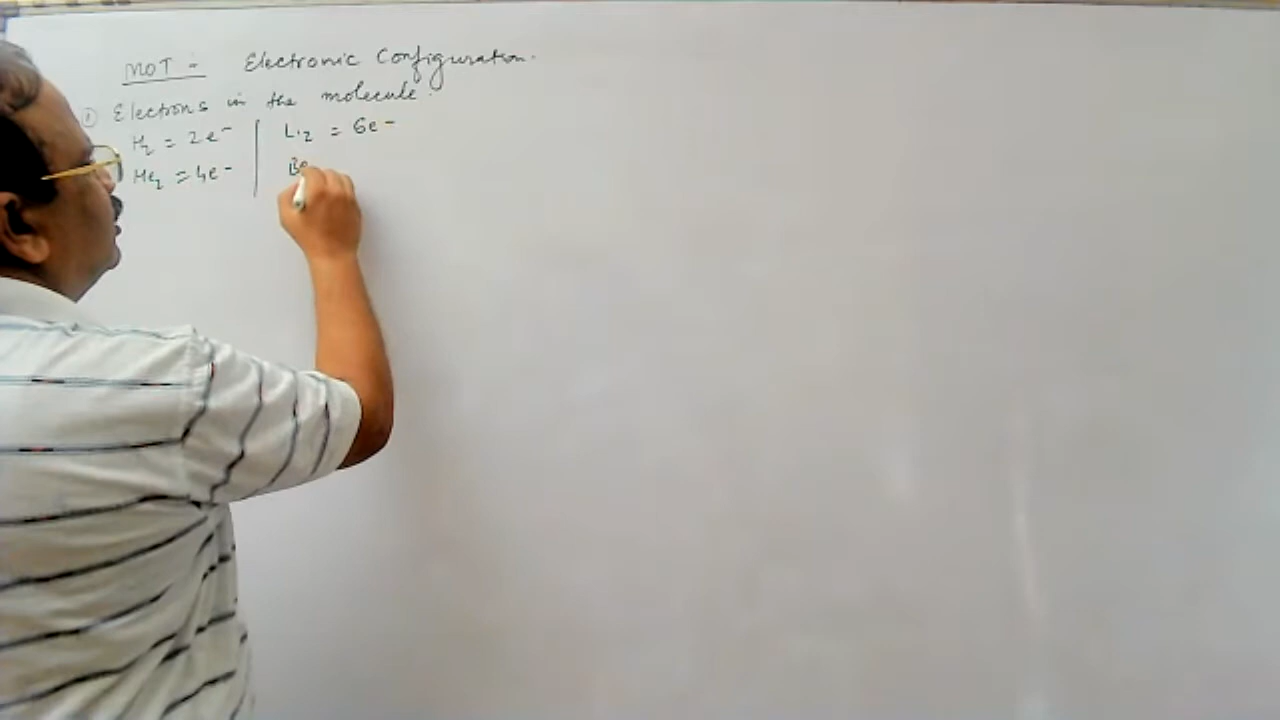 MOT - Electronic Configuration.
① Electrons in the molecule.
H₂ = 2e⁻ | Li₂ = 6e⁻
He₂ = 4e⁻ | Be